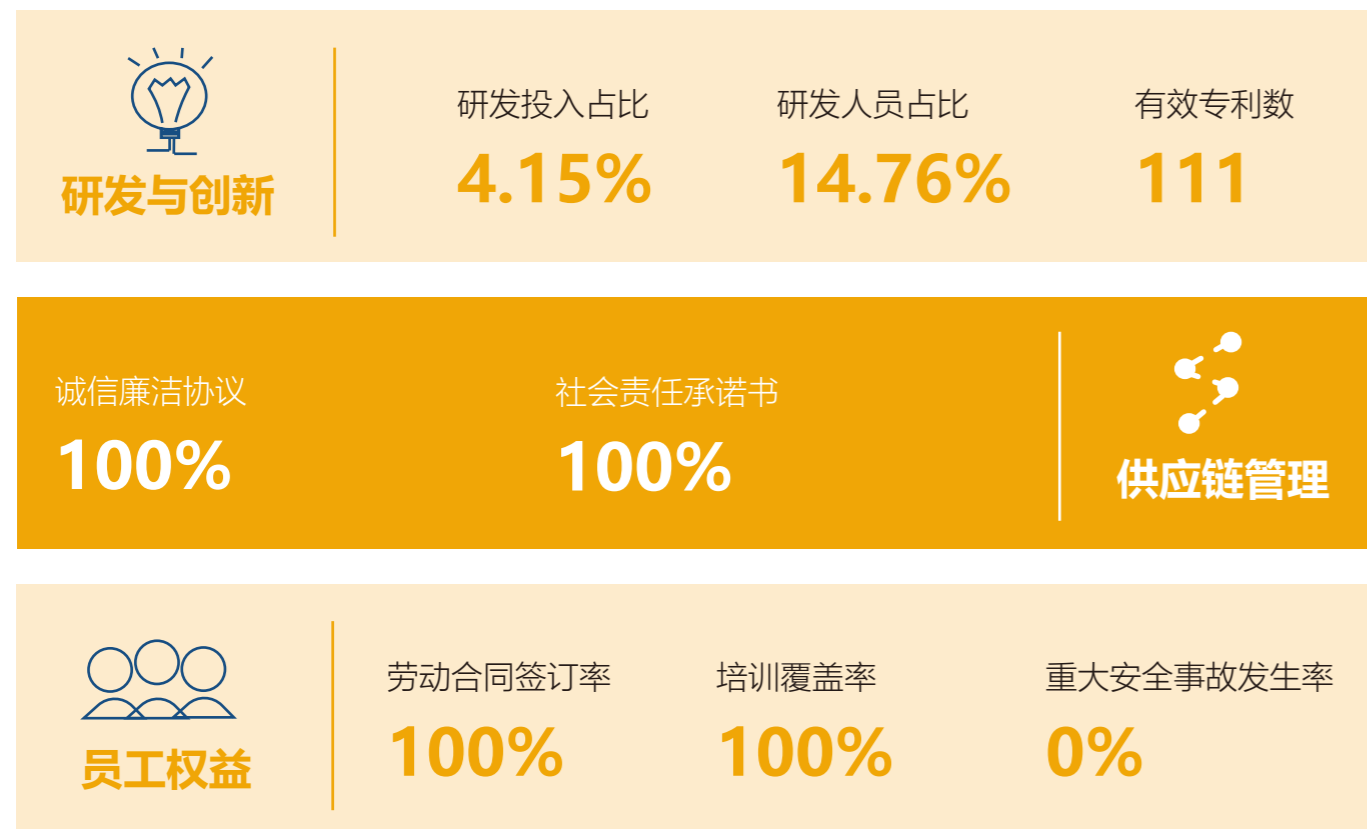 研发与创新
研发投入占比
4.15%
研发人员占比
14.76%
有效专利数
111
诚信廉洁协议
100%
社会责任承诺书
100%
供应链管理
员工权益
劳动合同签订率
100%
培训覆盖率
100%
重大安全事故发生率
0%